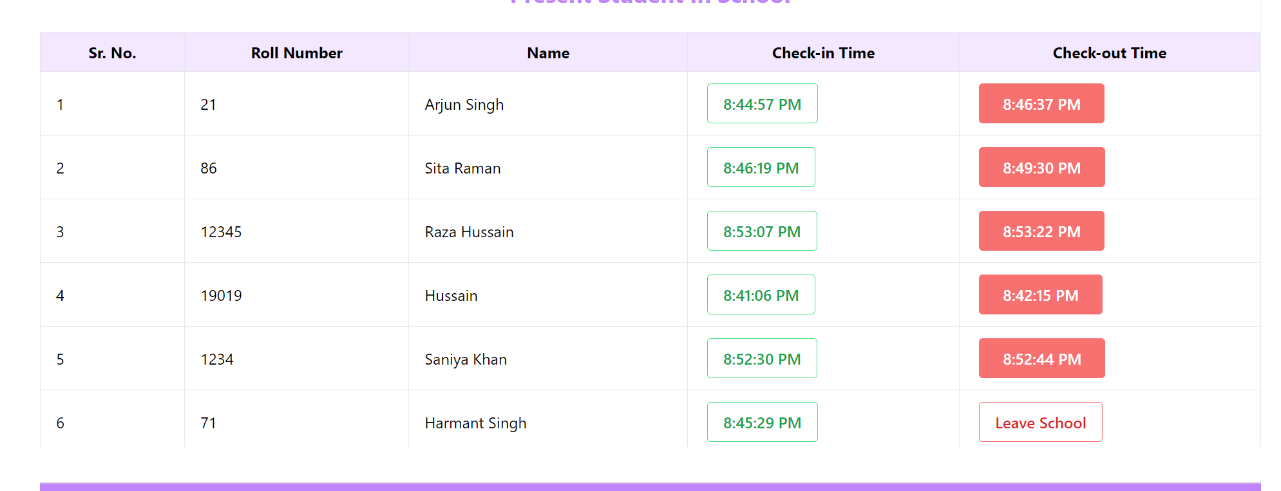 Present Student in School
Sr. No. Roll Number Name Check-in Time Check-out Time
1 21 Arjun Singh 8:44:57 PM 8:46:37 PM
2 86 Sita Raman 8:46:19 PM 8:49:30 PM
3 12345 Raza Hussain 8:53:07 PM 8:53:22 PM
4 19019 Hussain 8:41:06 PM 8:42:15 PM
5 1234 Saniya Khan 8:52:30 PM 8:52:44 PM
6 71 Harmant Singh 8:45:29 PM Leave School